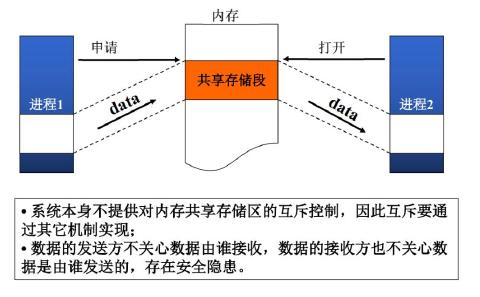 内存
申请
打开
进程1
共享存储段
进程2
data
data
• 系统本身不提供对内存共享存储区的互斥控制，因此互斥要通
过其它机制实现；
• 数据的发送方不关心数据由谁接收，数据的接收方也不关心数
据是由谁发送的，存在安全隐患。